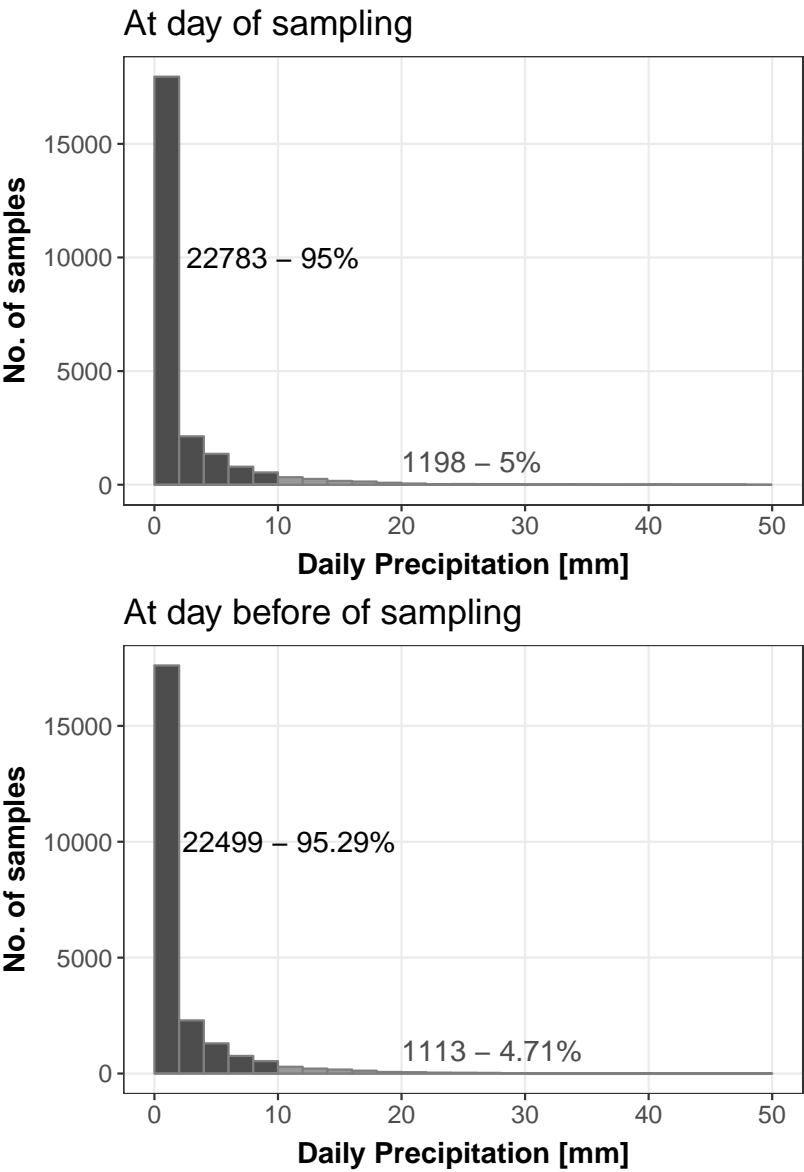 At day of sampling
No. of samples
15000
10000
5000
0
22783 – 95%
1198 – 5%
0 10 20 30 40 50
Daily Precipitation [mm]
At day before of sampling
No. of samples
15000
10000
5000
0
22499 – 95.29%
1113 – 4.71%
0 10 20 30 40 50
Daily Precipitation [mm]